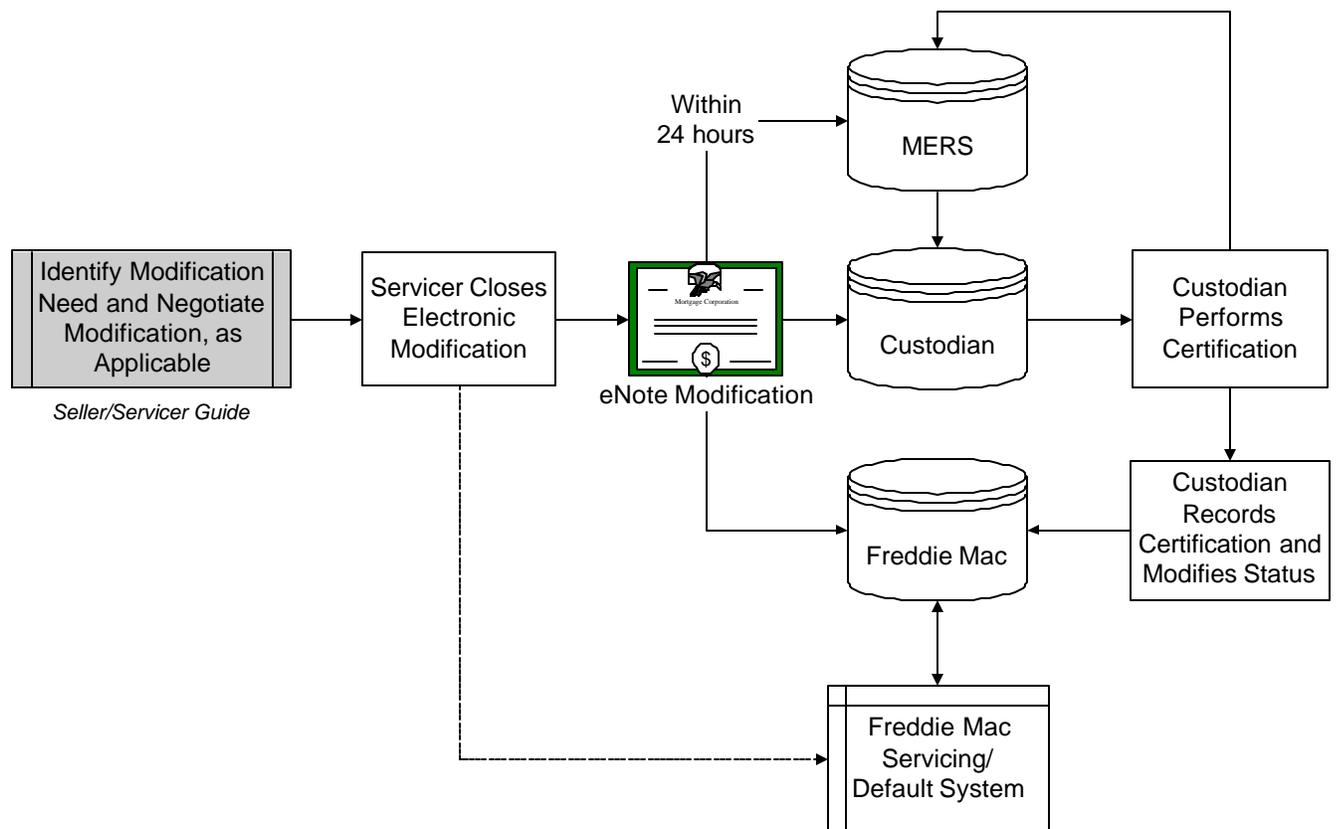 Within
24 hours
MERS
Identify Modification
Need and Negotiate
Modification, as
Applicable
Seller/Servicer Guide
Servicer Closes
Electronic
Modification
Mortgage Corporation
$
eNote Modification
Custodian
Custodian
Performs
Certification
Freddie Mac
Custodian
Records
Certification and
Modifies Status
Freddie Mac
Servicing/
Default System